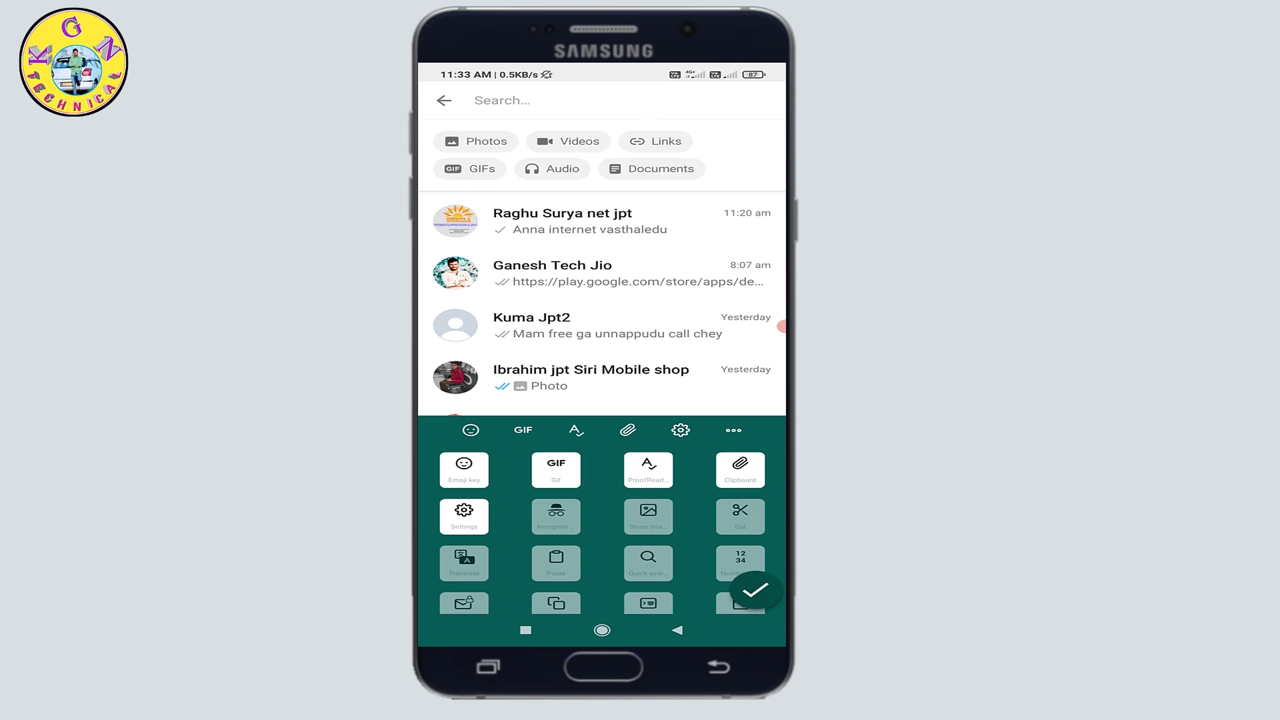 K G N
TECHNICAL
SAMSUNG
11:33 AM | 0.5KB/s
4G+
87
Search...
Photos
Videos
Links
GIF GIFs
Audio
Documents
Raghu Surya net jpt
11:20 am
Anna internet vasthaledu
Ganesh Tech Jio
8:07 am
https://play.google.com/store/apps/de...
Kuma Jpt2
Yesterday
Mam free ga unnappudu call chey
Ibrahim jpt Siri Mobile shop
Yesterday
Photo
GIF
GIF
Emoji key
Gif
ProofRead...
Clipboard
Settings
Incognito ...
Share ima...
Cut
12
34
Translate
Paste
Quick sear...